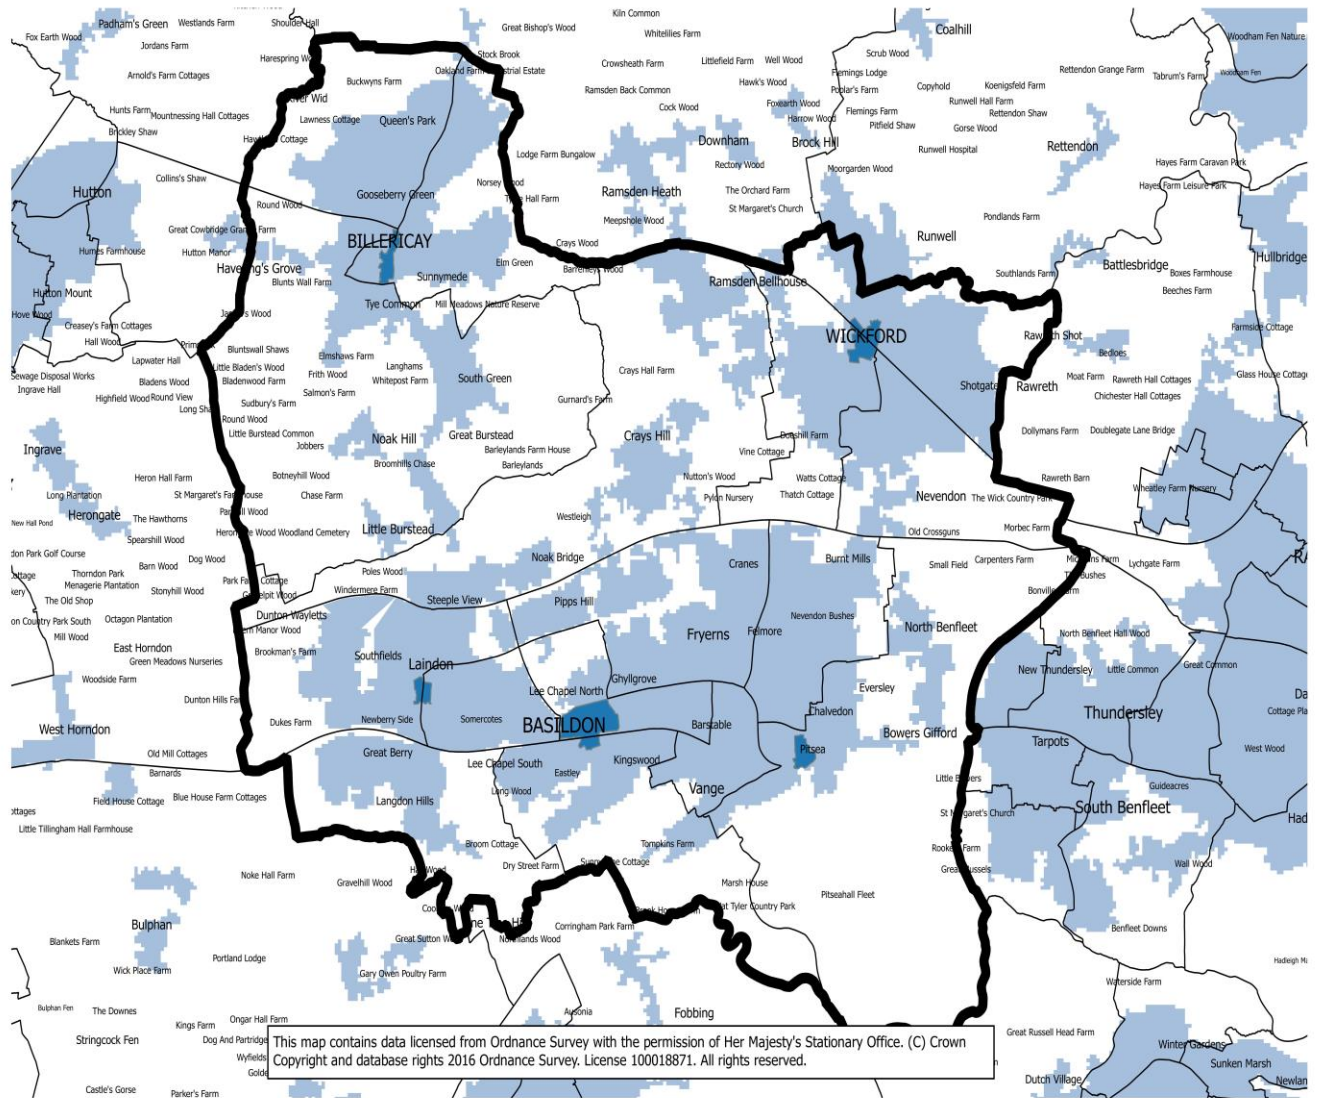 Padham's Green
Westlands Farm
Shoulder Hall
Great Bishop's Wood
Kiln Common
Whitelilies Farm
Coalhill
Fox Earth Wood
Jordans Farm
Woodham Fen Nature
Stock Brook
Scrub Wood
Crowsheath Farm
Littlefield Farm
Well Wood
Flemings Lodge
Rettendon Grange Farm
Tabrum's Farm
Woodham Fen
Arnold's Farm Cottages
Buckwyns Farm
Hawk's Wood
Copyhold
Koenigsfeld Farm
Ramsden Back Common
Poplar's Farm
Runwell Hall Farm
Rettendon Shaw
Foxearth Wood
Cock Wood
Hunts Farm
Mountnessing Hall Cottages
Lawness Cottage
Queen's Park
Harrow Wood
Flemings Farm
Pitfield Shaw
Gorse Wood
Brickley Shaw
Downham
Brock Hill
Rettendon
Runwell Hospital
Lodge Farm Bungalow
Rectory Wood
Moorgarden Wood
Hayes Farm Caravan Park
Hayes Farm Leisure Park
Collins's Shaw
Hutton
Gooseberry Green
Ramsden Heath
The Orchard Farm
Round Wood
St Margaret's Church
Meepshole Wood
Pondlands Farm
Great Cowbridge Grange Farm
BILLERICAY
Crays Wood
Runwell
Humes Farmhouse
Hutton Manor
Hullbridge
Elm Green
Battlesbridge
Boxes Farmhouse
Blunts Wall Farm
Sunnymede
Ramsden Bellhouse
Southlands Farm
Beeches Farm
Hutton Mount
Tye Common
Mill Meadows Nature Reserve
Hove Wood
Creasey's Farm Cottages
Hall Wood
WICKFORD
Farmside Cottage
Bluntswall Shaws
Elmshaws Farm
Bedloes
Lapwater Hall
Little Bladen's Wood
Langhams
Frith Wood
Whitepost Farm
South Green
Crays Hall Farm
Moat Farm
Rawreth Hall Cottages
Glass House Cottag
Sewage Disposal Works
Ingrave Hall
Bladens Wood
Bladenwood Farm
Rawreth
Highfield Wood
Round View
Salmon's Farm
Gurnard's Farm
Chichester Hall Cottages
Sudbury's Farm
Round Wood
Little Burstead Common
Noak Hill
Great Burstead
Crays Hill
Dollymans Farm
Doublegate Lane Bridge
Ingrave
Jobbers
Barleylands Farm House
Vine Cottage
Broomhills Chase
Barleylands
Heron Hall Farm
Botneyhill Wood
Nutton's Wood
Watts Cottage
Rawreth Barn
Long Plantation
Chase Farm
Pylon Nursery
Thatch Cottage
Nevendon
The Wick Country Park
Wheatley Farm Nursery
New Hall Pond
Herongate
The Hawthorns
Westleigh
Little Burstead
Old Crossguns
Morbec Farm
Spearshill Wood
don Park Golf Course
Noak Bridge
Dog Wood
Barn Wood
Cranes
Burnt Mills
Small Field
Carpenters Farm
Lychgate Farm
Thorndon Park
Menagerie Plantation
Poles Wood
Windermere Farm
Stonyhill Wood
The Old Shop
Steeple View
Pipps Hill
on Country Park South
Octagon Plantation
Dunton Wayletts
Nevendon Bushes
Mill Wood
Fryerns
Felmore
North Benfleet
North Benfleet Hall Wood
East Horndon
Green Meadows Nurseries
Brookman's Farm
Southfields
Laindon
New Thundersley
Little Common
Great Common
Woodside Farm
Ghyllgrove
Lee Chapel North
Eversley
Dukes Farm
Newberry Side
Somercotes
BASILDON
Barstable
Chalvedon
Thundersley
Cottage Pla
West Horndon
Bowers Gifford
Tarpots
West Wood
Old Mill Cottages
Great Berry
Lee Chapel South
Kingswood
Pitsea
Barnards
Eastley
Blue House Farm Cottages
Long Wood
Vange
Guideacres
Field House Cottage
Langdon Hills
South Benfleet
Had
Little Tillingham Hall Farmhouse
Broom Cottage
Tompkins Farm
Dry Street Farm
Wall Wood
Noke Hall Farm
Gravelhill Wood
Marsh House
Pitseahall Fleet
Bulphan
Corringham Park Farm
Benfleet Downs
Blankets Farm
Portland Lodge
Wick Place Farm
Gary Owen Poultry Farm
Waterside Farm
Bulphan Fen
The Downes
Ausonia
Fobbing
Kings Farm
Ongar Hall Farm
Great Russell Head Farm
Stringcock Fen
Winter Gardens
Sunken Marsh
Dutch Village
Castle's Gorse
Parker's Farm
This map contains data licensed from Ordnance Survey with the permission of Her Majesty's Stationary Office. (C) Crown
Copyright and database rights 2016 Ordnance Survey. License 100018871. All rights reserved.